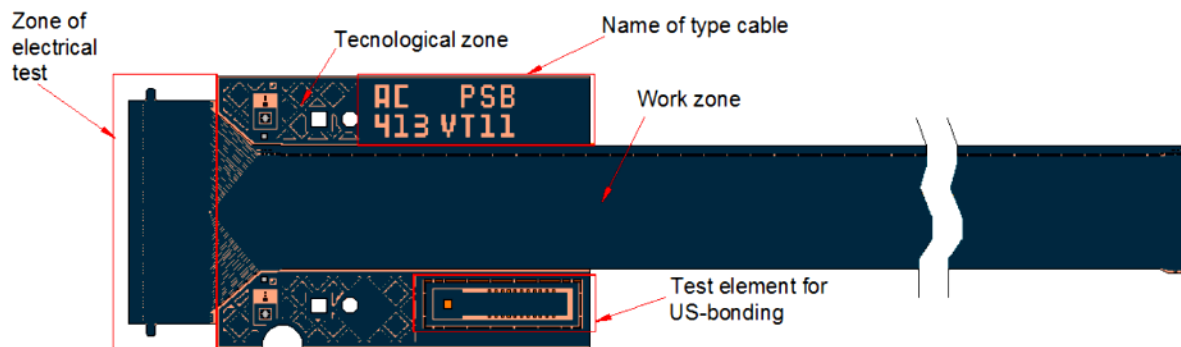 Zone of
electrical
test
Tecnological zone
Name of type cable
AC PSB
413 VT11
Work zone
Test element for
US-bonding